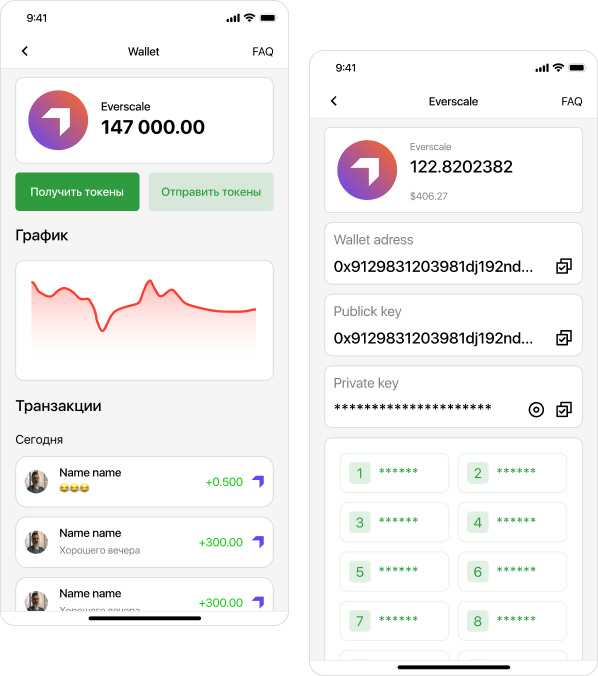 9:41
Wallet
FAQ
Everscale
147 000.00
Получить токены
Отправить токены
График
Транзакции
Сегодня
Name name
😂😂😂
+0.500
Name name
Хорошего вечера
+300.00
Name name
Хорошего вечера
+300.00
9:41
Everscale
FAQ
Everscale
122.8202382
$406.27
Wallet adress
0x9129831203981dj192nd...
Publick key
0x9129831203981dj192nd...
Private key
*********************
1 ******
2 ******
3 ******
4 ******
5 ******
6 ******
7 ******
8 ******